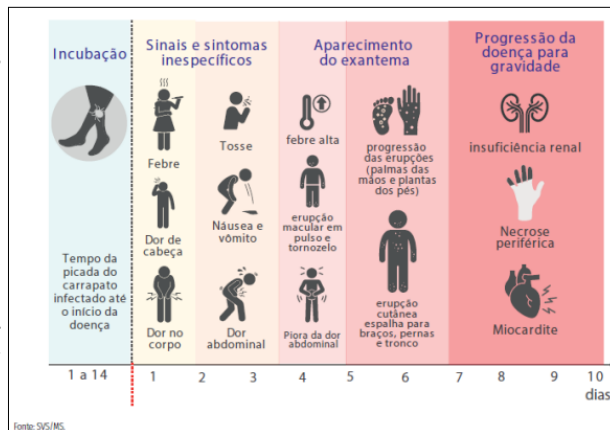 Incubação
Sinais e sintomas
inespecíficos
Aparecimento
do exantema
Progressão da
doença para
gravidade
Febre
Dor de
cabeça
Dor no
corpo
Tosse
Náusea e
vômito
Dor
abdominal
febre alta
erupção
macular em
pulso e
tornozelo
Piora da dor
abdominal
progressão
das erupções
(palmas das
mãos e plantas
dos pés)
erupção
cutânea
espalha para
braços, pernas
e tronco
insuficiência renal
Necrose
periférica
Miocardite
Tempo da
picada do
carrapato
infectado até
o início da
doença
1 a 14 1 2 3 4 5 6 7 8 9 10
dias
Fonte: SVS/MS.